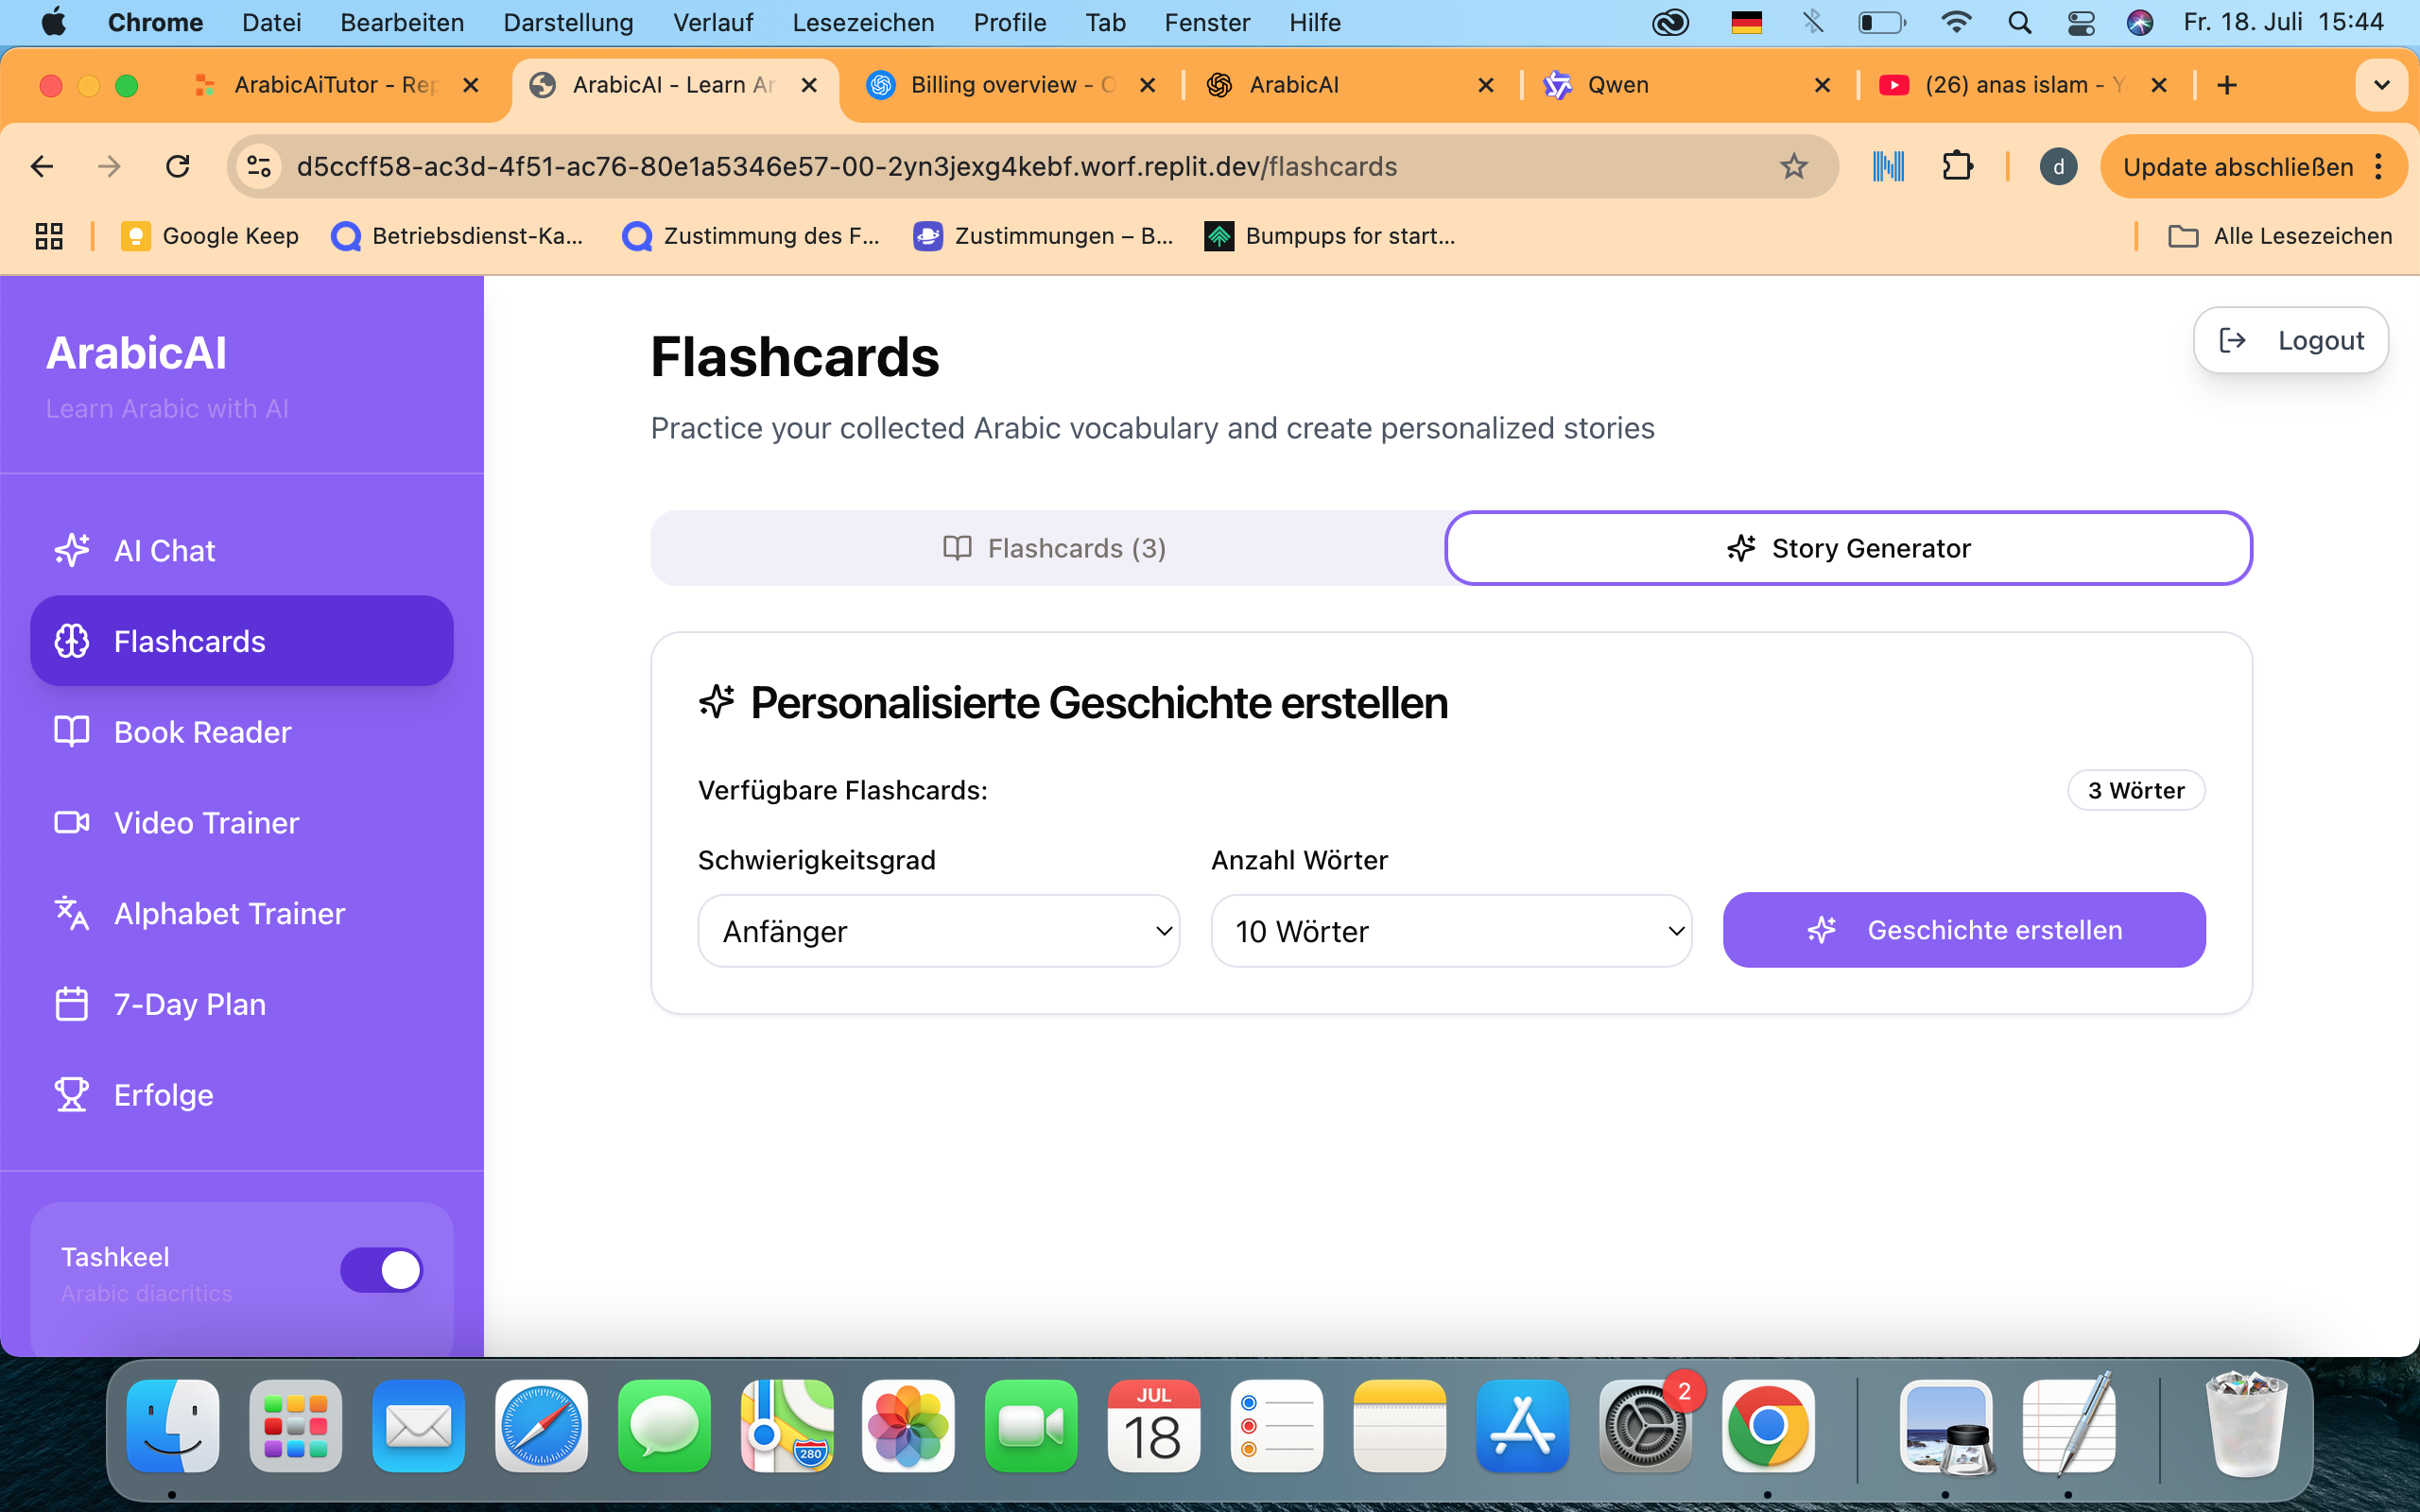 Chrome Datei Bearbeiten Darstellung Verlauf Lesezeichen Profile Tab Fenster Hilfe Fr. 18. Juli 15:44
ArabicAiTutor - Rep ArabicAI - Learn Ar Billing overview - O ArabicAI Qwen (26) anas islam - Y
d5ccff58-ac3d-4f51-ac76-80e1a5346e57-00-2yn3jexg4kebf.worf.replit.dev/flashcards d Update abschließen
Google Keep Betriebsdienst-Ka... Zustimmung des F... Zustimmungen – B... Bumpups for start... Alle Lesezeichen
ArabicAI
Learn Arabic with AI
AI Chat
Flashcards
Book Reader
Video Trainer
Alphabet Trainer
7-Day Plan
Erfolge
Tashkeel
Arabic diacritics
Logout
Flashcards
Practice your collected Arabic vocabulary and create personalized stories
Flashcards (3) Story Generator
Personalisierte Geschichte erstellen
Verfügbare Flashcards: 3 Wörter
Schwierigkeitsgrad Anzahl Wörter
Anfänger 10 Wörter Geschichte erstellen
JUL
18
280
2